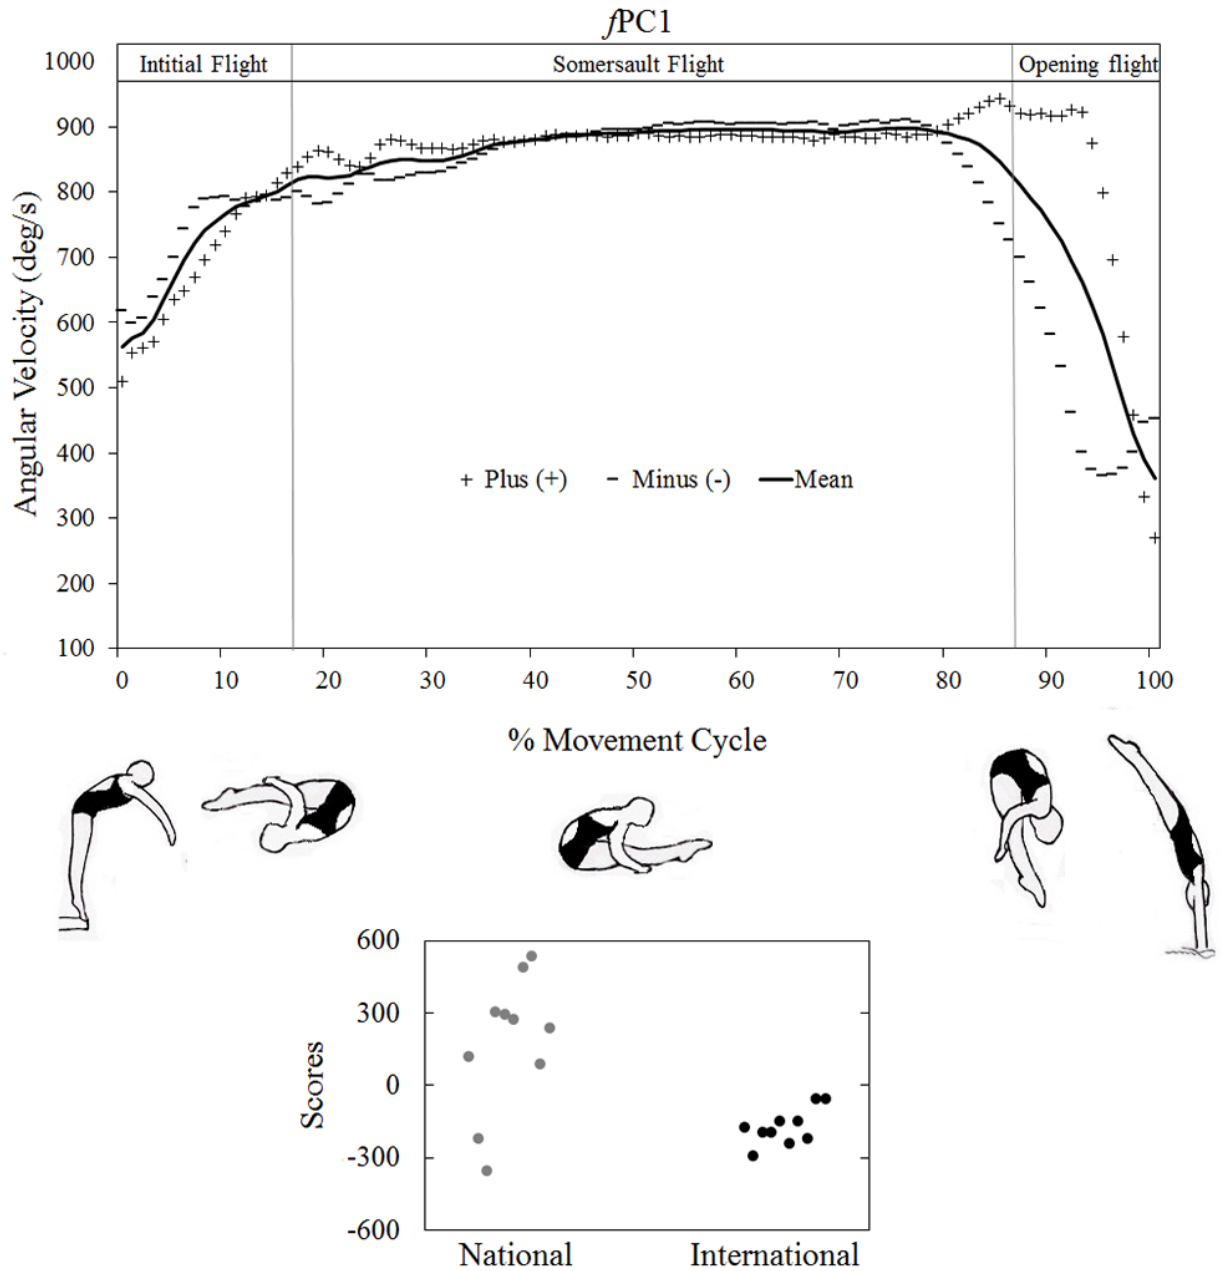 fPC1
Intitial Flight Somersault Flight Opening flight
1000
900
800
700
600
500
400
300
200
100
Angular Velocity (deg/s)
+ Plus (+) - Minus (-) Mean
0 10 20 30 40 50 60 70 80 90 100
% Movement Cycle
600
300
0
-300
-600
Scores
National International